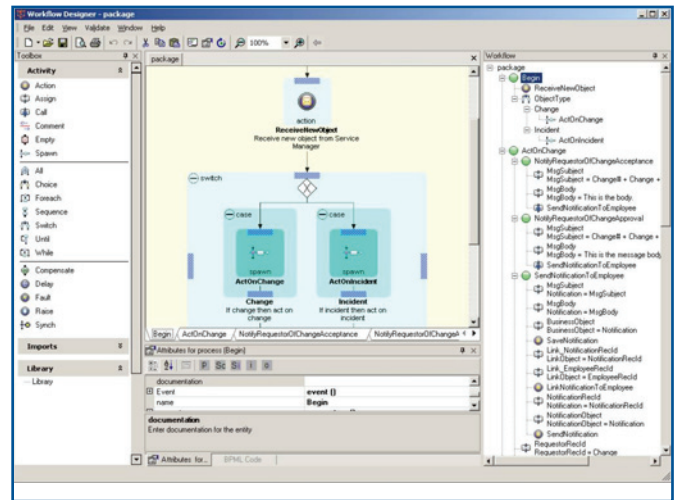 Workflow Designer - package
File Edit View Validate Window Help
100%
Toolbox
Activity
Action
Assign
Call
Comment
Empty
Spawn
All
Choice
Foreach
Sequence
Switch
Until
While
Compensate
Delay
Fault
Raise
Synch
Imports
Library
Library
package
action
ReceiveNewObject
Receive new object from Service
Manager
switch
case
case
spawn
spawn
ActOnChange
ActOnIncident
Change
Incident
If change then act on
change
If incident then act on
incident
Begin / ActOnChange / NotifyRequestorOfChangeAcceptance / NotifyRequestorOfChangeA
Attributes for process (Begin)
P Sc Si I o
documentation
Event event {}
name Begin
documentation
Enter documentation for the entity
Attributes for... BPML Code
Workflow
package
Begin
ReceiveNewObject
ObjectType
Change
ActOnChange
Incident
ActOnIncident
ActOnChange
NotifyRequestorOfChangeAcceptance
MsgSubject
MsgSubject = Change# + Change +
MsgBody
MsgBody = This is the body.
SendNotificationToEmployee
NotifyRequestorOfChangeApproval
MsgSubject
MsgSubject = Change# + Change +
MsgBody
MsgBody = This is the message body
SendNotificationToEmployee
SendNotificationToEmployee
MsgSubject
Notification = MsgSubject
MsgBody
Notification = MsgBody
BusinessObject
BusinessObject = Notification
SaveNotification
Link_NotificationRecId
LinkObject = NotificationRecId
Link_EmployeeRecId
LinkObject = EmployeeRecId
LinkNotificationToEmployee
NotificationRecId
Notification = NotificationRecId
NotificationObject
NotificationObject = Notification
SendNotification
RequestorRecId
RequestorRecId = Change